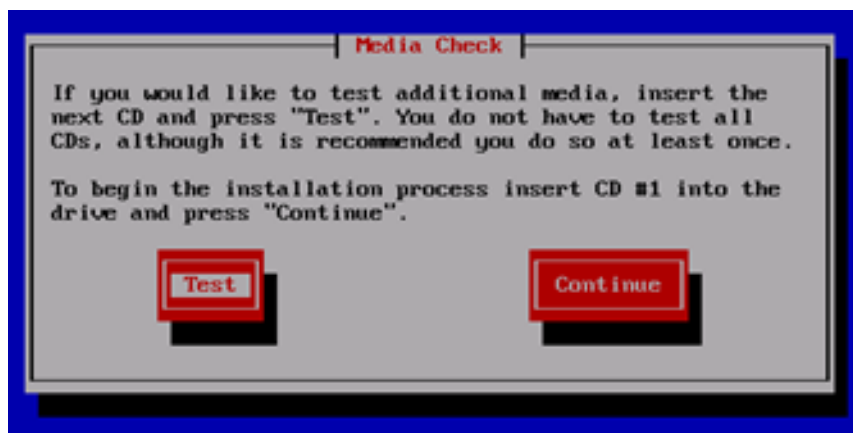 Media Check
If you would like to test additional media, insert the
next CD and press "Test". You do not have to test all
CDs, although it is recommended you do so at least once.
To begin the installation process insert CD #1 into the
drive and press "Continue".
Test
Continue